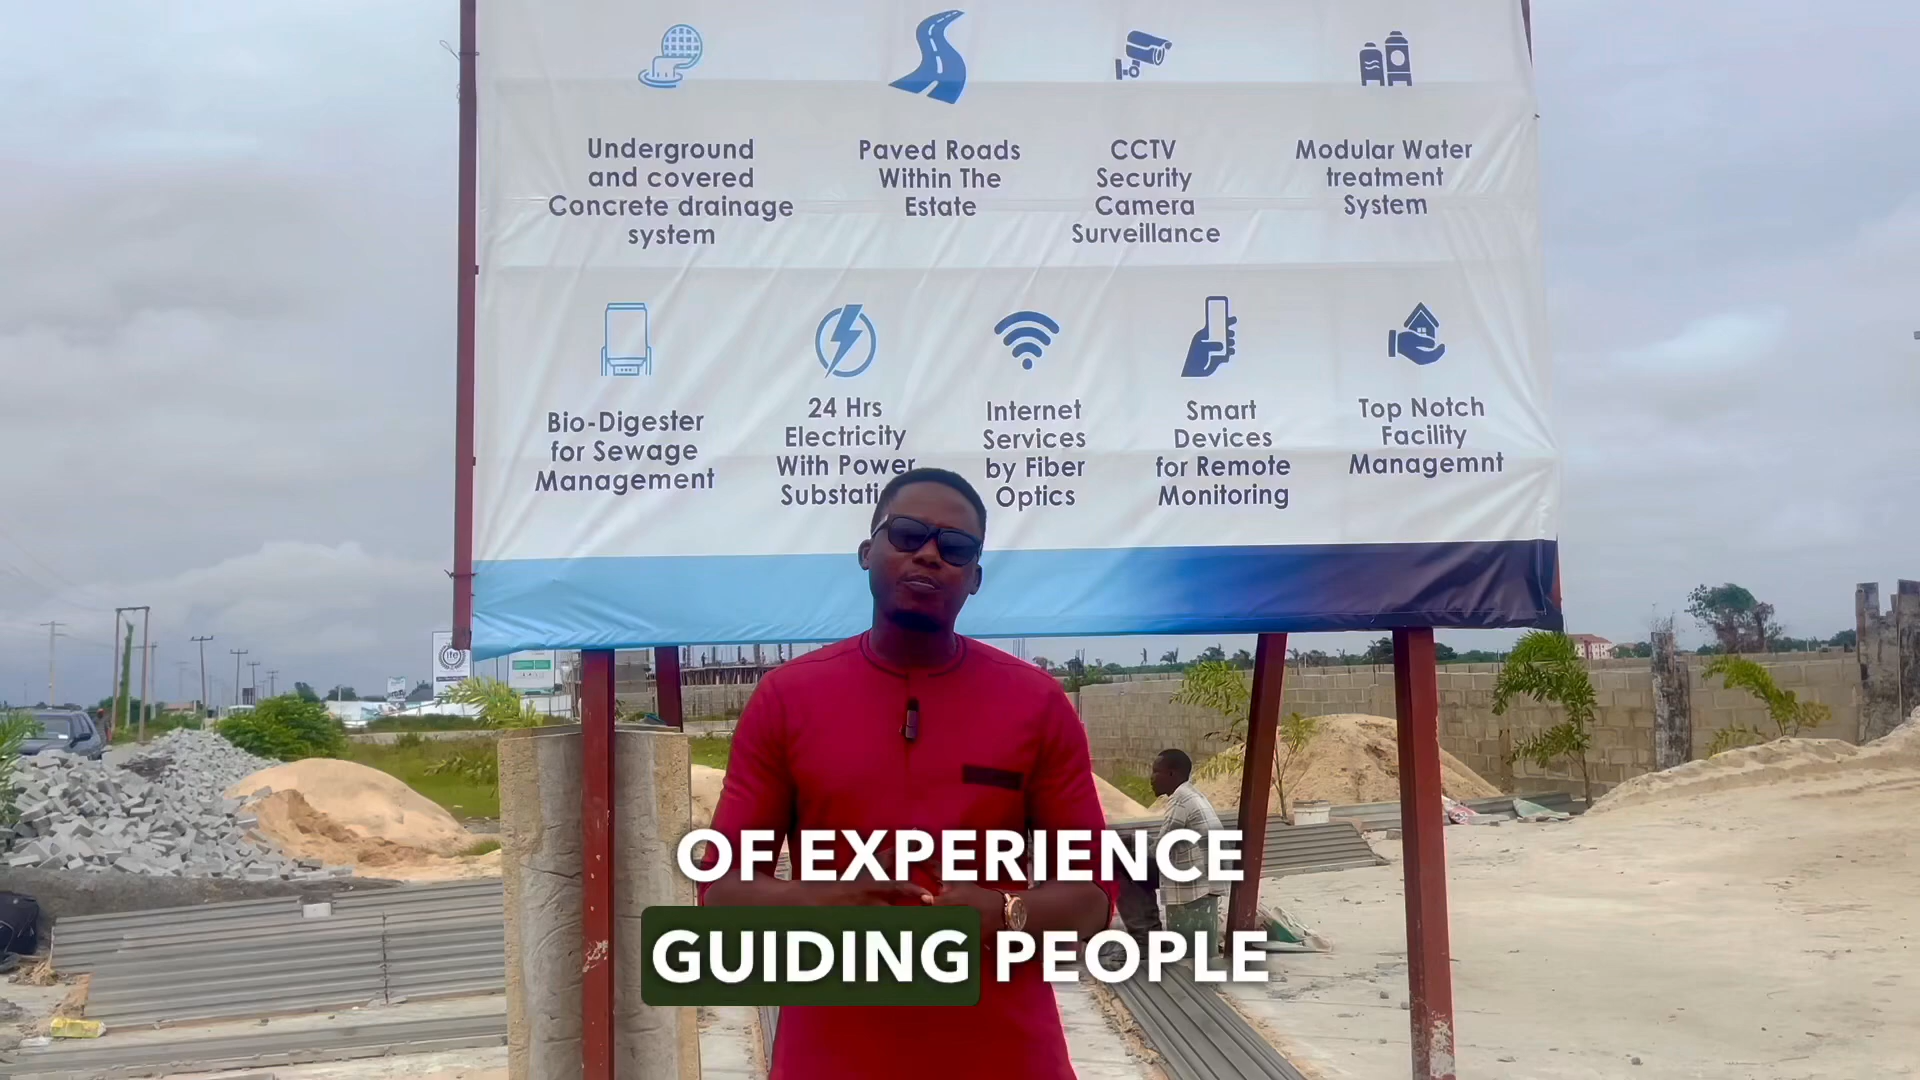 Underground
and covered
Concrete drainage
system
Paved Roads
Within The
Estate
CCTV
Security
Camera
Surveillance
Modular Water
treatment
System
Bio-Digester
for Sewage
Management
24 Hrs
Electricity
With Power
Internet
Services
by Fiber
Optics
Smart
Devices
for Remote
Monitoring
Top Notch
Facility
Managemnt
ife
OF EXPERIENCE
GUIDING PEOPLE